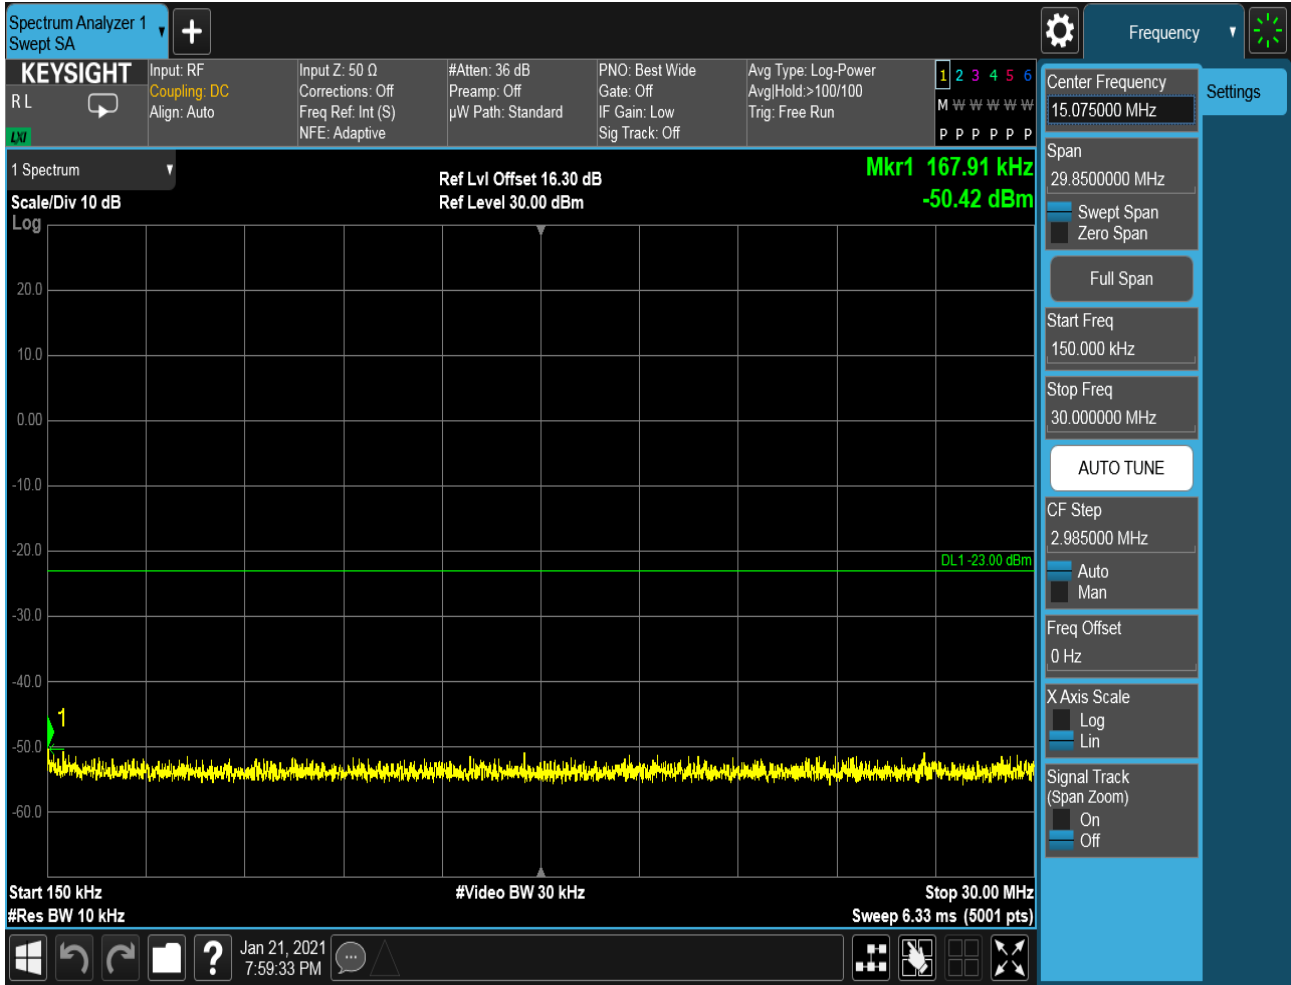 Spectrum Analyzer 1
Swept SA
Frequency
KEYSIGHT
R L
LXI
Input: RF
Coupling: DC
Align: Auto
Input Z: 50 Ω
Corrections: Off
Freq Ref: Int (S)
NFE: Adaptive
#Atten: 36 dB
Preamp: Off
µW Path: Standard
PNO: Best Wide
Gate: Off
IF Gain: Low
Sig Track: Off
Avg Type: Log-Power
Avg|Hold:>100/100
Trig: Free Run
1 2 3 4 5 6
M W W W W W
P P P P P P
1 Spectrum
Scale/Div 10 dB
Log
Ref Lvl Offset 16.30 dB
Ref Level 30.00 dBm
Mkr1 167.91 kHz
-50.42 dBm
20.0
10.0
0.00
-10.0
-20.0
DL1 -23.00 dBm
-30.0
-40.0
1
-50.0
-60.0
Start 150 kHz
#Video BW 30 kHz
Stop 30.00 MHz
#Res BW 10 kHz
Sweep 6.33 ms (5001 pts)
?
Jan 21, 2021
7:59:33 PM
Center Frequency
15.075000 MHz
Settings
Span
29.8500000 MHz
Swept Span
Zero Span
Full Span
Start Freq
150.000 kHz
Stop Freq
30.000000 MHz
AUTO TUNE
CF Step
2.985000 MHz
Auto
Man
Freq Offset
0 Hz
X Axis Scale
Log
Lin
Signal Track
(Span Zoom)
On
Off